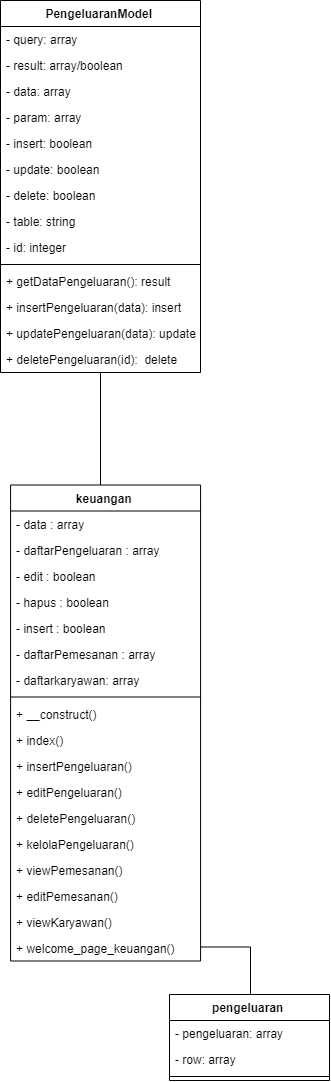 PengeluaranModel
- query: array
- result: array/boolean
- data: array
- param: array
- insert: boolean
- update: boolean
- delete: boolean
- table: string
- id: integer
+ getDataPengeluaran(): result
+ insertPengeluaran(data): insert
+ updatePengeluaran(data): update
+ deletePengeluaran(id): delete
keuangan
- data : array
- daftarPengeluaran : array
- edit : boolean
- hapus : boolean
- insert : boolean
- daftarPemesanan : array
- daftarkaryawan: array
+ __construct()
+ index()
+ insertPengeluaran()
+ editPengeluaran()
+ deletePengeluaran()
+ kelolaPengeluaran()
+ viewPemesanan()
+ editPemesanan()
+ viewKaryawan()
+ welcome_page_keuangan()
pengeluaran
- pengeluaran: array
- row: array